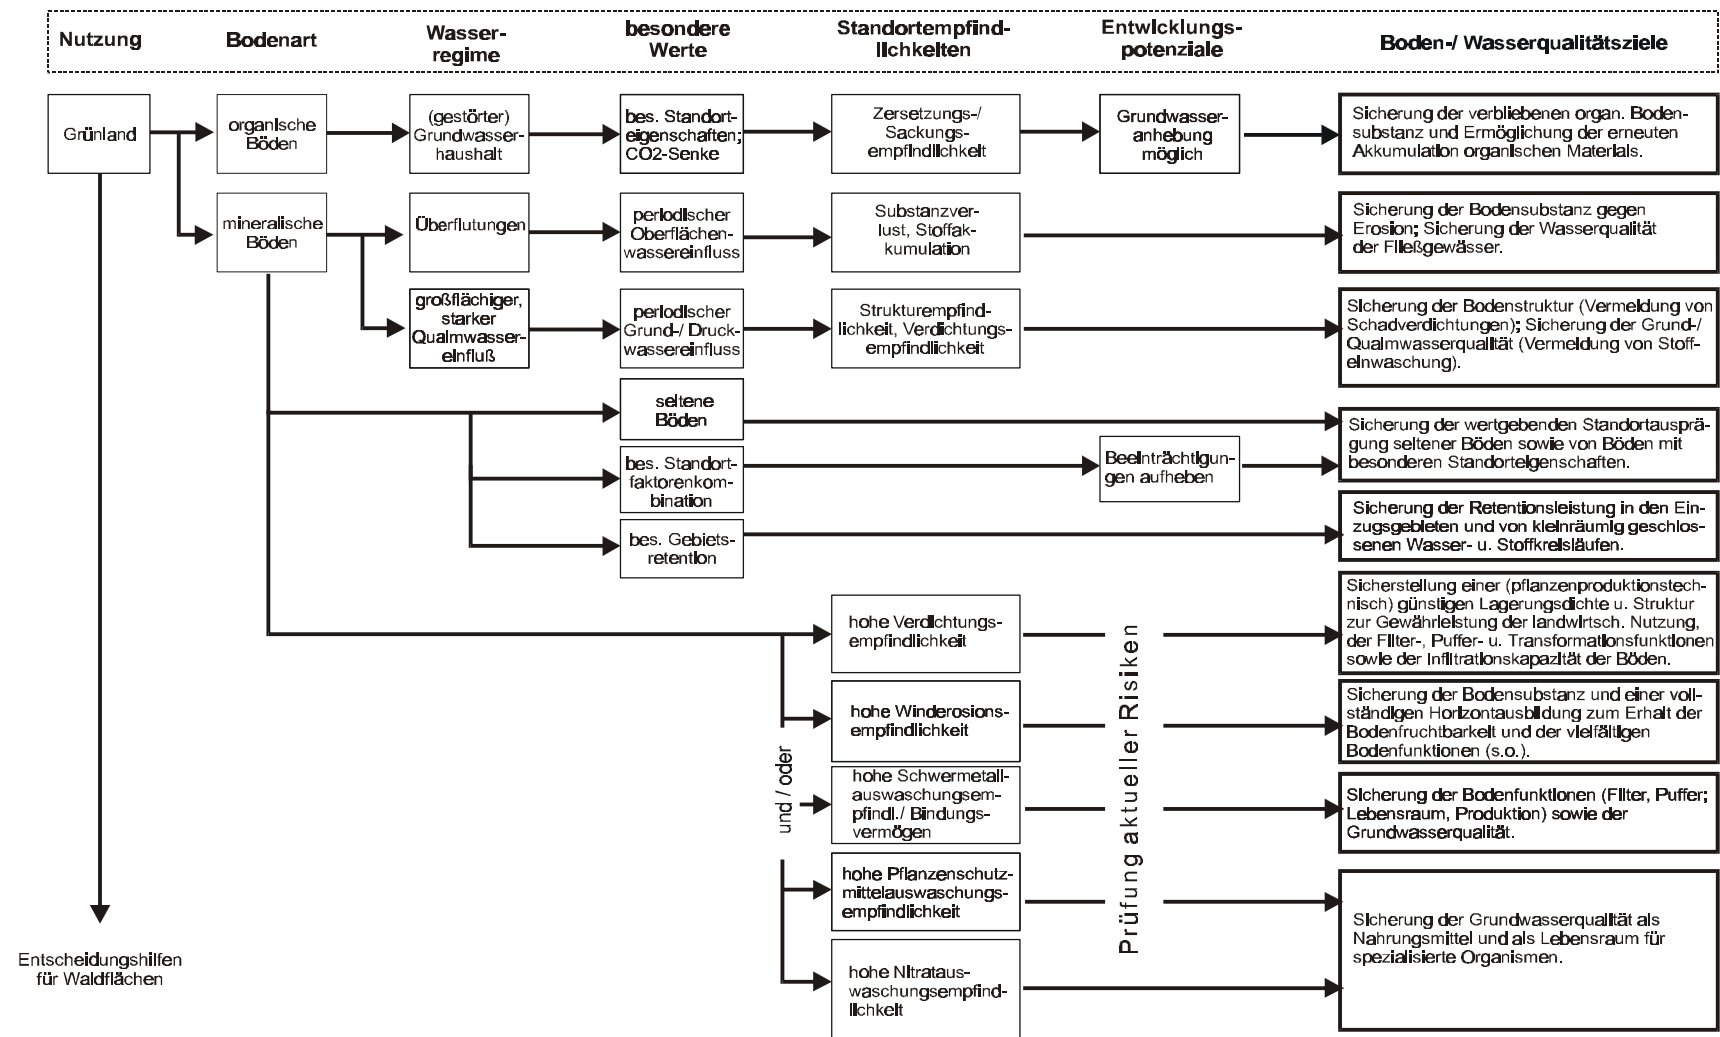 Nutzung
Bodenart
Wasser-
regime
besondere
Werte
Standortempfind-
lichkeiten
Entwicklungs-
potenziale
Boden-/ Wasserqualitätsziele
Grünland
organische
Böden
(gestörter)
Grundwasser-
haushalt
bes. Standort-
eigenschaften;
CO2-Senke
Zersetzungs-/
Sackungs-
empfindlichkeit
Grundwasser-
anhebung
möglich
Sicherung der verbliebenen organ. Boden-
substanz und Ermöglichung der erneuten
Akkumulation organischen Materials.
mineralische
Böden
Überflutungen
periodischer
Oberflächen-
wassereinfluss
Substanzver-
lust, Stoffak-
kumulation
Sicherung der Bodensubstanz gegen
Erosion; Sicherung der Wasserqualität
der Fließgewässer.
großflächiger,
starker
Qualmwasser-
einfluß
periodischer
Grund-/ Druck-
wassereinfluss
Strukturempfind-
lichkeit, Verdichtungs-
empfindlichkeit
Sicherung der Bodenstruktur (Vermeidung von
Schadverdichtungen); Sicherung der Grund-/
Qualmwasserqualität (Vermeidung von Stoff-
einwaschung).
seltene
Böden
Sicherung der wertgebenden Standortausprä-
gung seltener Böden sowie von Böden mit
besonderen Standorteigenschaften.
bes. Standort-
faktorenkom-
bination
Beeinträchtigun-
gen aufheben
bes. Gebiets-
retention
Sicherung der Retentionsleistung in den Ein-
zugsgebieten und von kleinräumig geschlos-
senen Wasser- u. Stoffkreisläufen.
hohe Verdichtungs-
empfindlichkeit
Sicherstellung einer (pflanzenproduktionstech-
nisch) günstigen Lagerungsdichte u. Struktur
zur Gewährleistung der landwirtsch. Nutzung,
der Filter-, Puffer- u. Transformationsfunktionen
sowie der Infiltrationskapazität der Böden.
hohe Winderosions-
empfindlichkeit
Sicherung der Bodensubstanz und einer voll-
ständigen Horizontausbildung zum Erhalt der
Bodenfruchtbarkeit und der vielfältigen
Bodenfunktionen (s.o.).
und / oder
hohe Schwermetall-
auswaschungsem-
pfindl./ Bindungs-
vermögen
Prüfung aktueller Risiken
Sicherung der Bodenfunktionen (Filter, Puffer;
Lebensraum, Produktion) sowie der
Grundwasserqualität.
hohe Pflanzenschutz-
mittelauswaschungs-
empfindlichkeit
Sicherung der Grundwasserqualität als
Nahrungsmittel und als Lebensraum für
spezialisierte Organismen.
hohe Nitrataus-
waschungsempfind-
lichkeit
Entscheidungshilfen
für Waldflächen